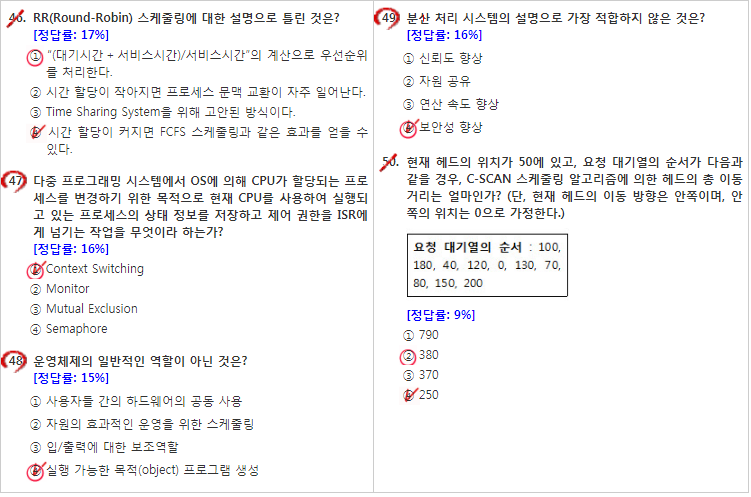 46. RR(Round-Robin) 스케줄링에 대한 설명으로 틀린 것은?
[정답률: 17%]
① "(대기시간 + 서비스시간)/서비스시간"의 계산으로 우선순위
를 처리한다.
② 시간 할당이 작아지면 프로세스 문맥 교환이 자주 일어난다.
③ Time Sharing System을 위해 고안된 방식이다.
④ 시간 할당이 커지면 FCFS 스케줄링과 같은 효과를 얻을 수
있다.
47. 다중 프로그래밍 시스템에서 OS에 의해 CPU가 할당되는 프로
세스를 변경하기 위한 목적으로 현재 CPU를 사용하여 실행되
고 있는 프로세스의 상태 정보를 저장하고 제어 권한을 ISR에
게 넘기는 작업을 무엇이라 하는가?
[정답률: 16%]
① Context Switching
② Monitor
③ Mutual Exclusion
④ Semaphore
48. 운영체제의 일반적인 역할이 아닌 것은?
[정답률: 15%]
① 사용자들 간의 하드웨어의 공동 사용
② 자원의 효과적인 운영을 위한 스케줄링
③ 입/출력에 대한 보조역할
④ 실행 가능한 목적(object) 프로그램 생성
49. 분산 처리 시스템의 설명으로 가장 적합하지 않은 것은?
[정답률: 16%]
① 신뢰도 향상
② 자원 공유
③ 연산 속도 향상
④ 보안성 향상
50. 현재 헤드의 위치가 50에 있고, 요청 대기열의 순서가 다음과
같을 경우, C-SCAN 스케줄링 알고리즘에 의한 헤드의 총 이동
거리는 얼마인가? (단, 현재 헤드의 이동 방향은 안쪽이며, 안
쪽의 위치는 0으로 가정한다.)
요청 대기열의 순서 : 100,
180, 40, 120, 0, 130, 70,
80, 150, 200
[정답률: 9%]
① 790
② 380
③ 370
④ 250